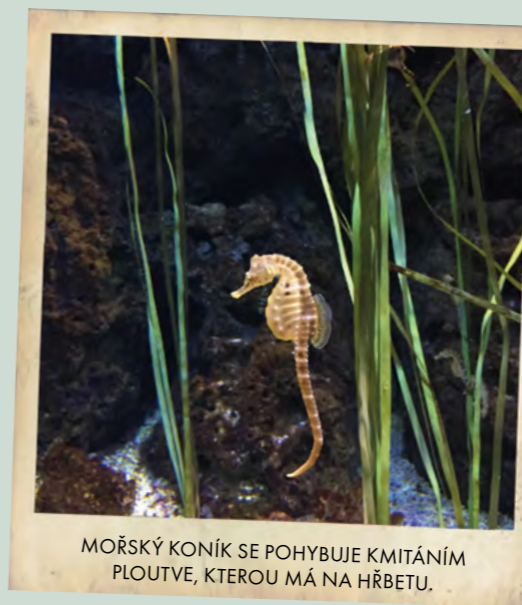 MOŘSKÝ KONÍK SE POHYBUJE KMITÁNÍM
PLOUTVE, KTEROU MÁ NA HŘBETU.